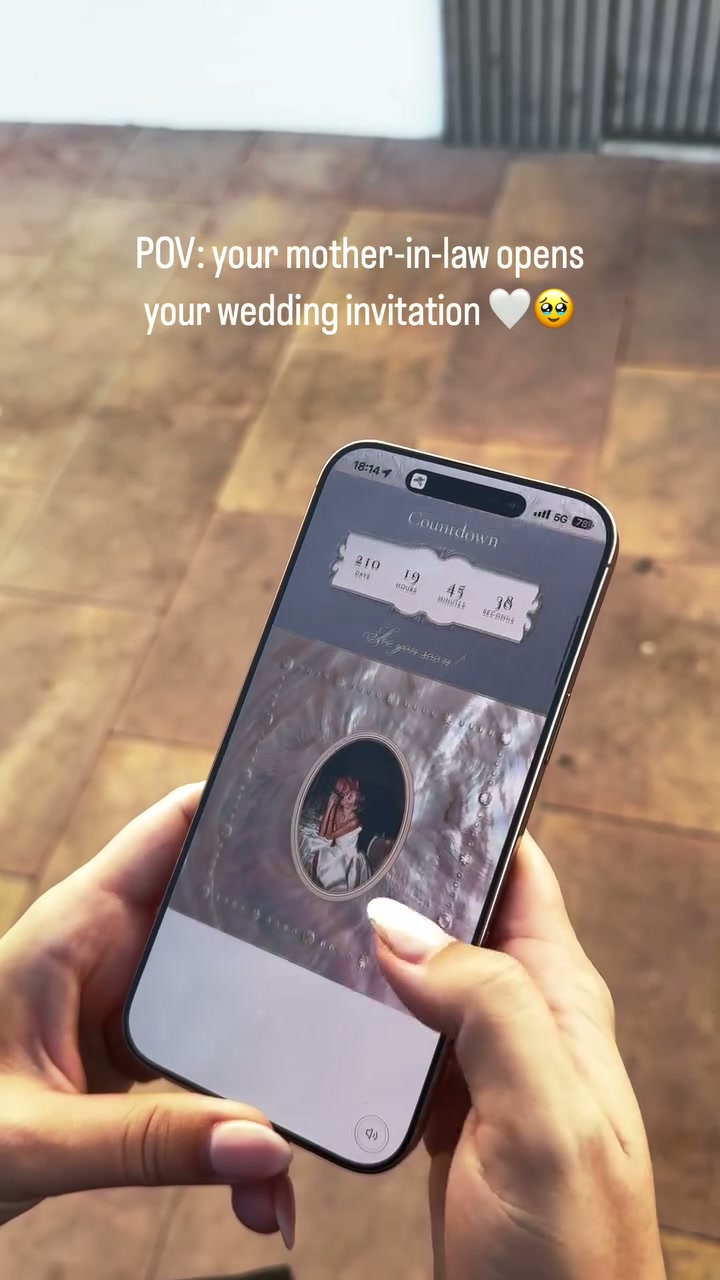 POV: your mother-in-law opens
your wedding invitation 🤍🥹
18:14
5G 78
Countdown
210 19 45 38
DAYS HOURS MINUTES SECONDS
See you soon!